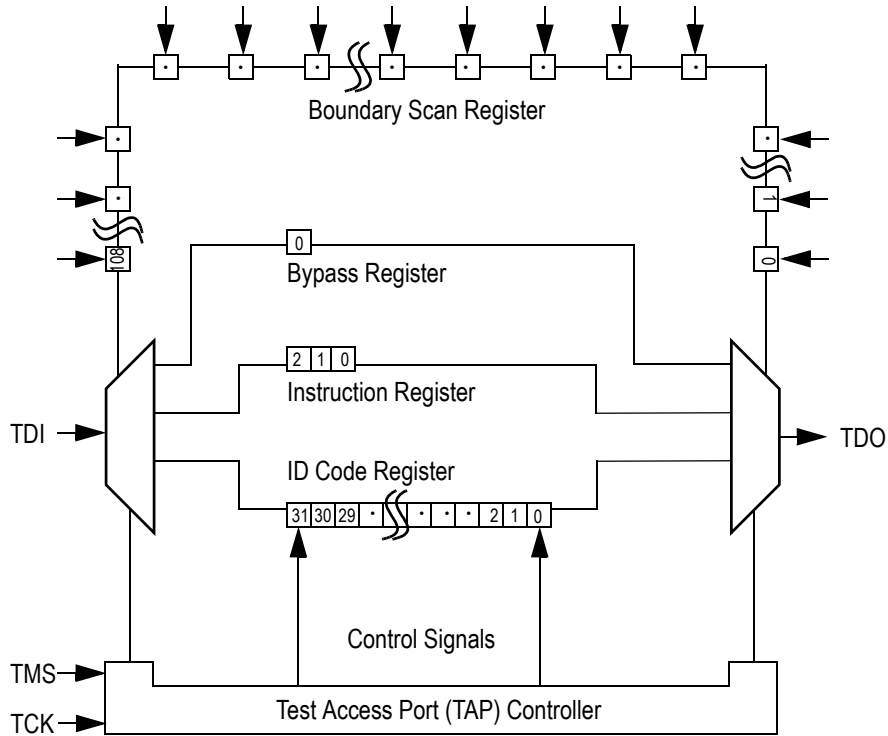 · · · · · · · ·
Boundary Scan Register
· ·
· 1
108 0
0
Bypass Register
2 1 0
Instruction Register
TDI TDO
ID Code Register
31 30 29 · · · · 2 1 0
Control Signals
TMS
Test Access Port (TAP) Controller
TCK